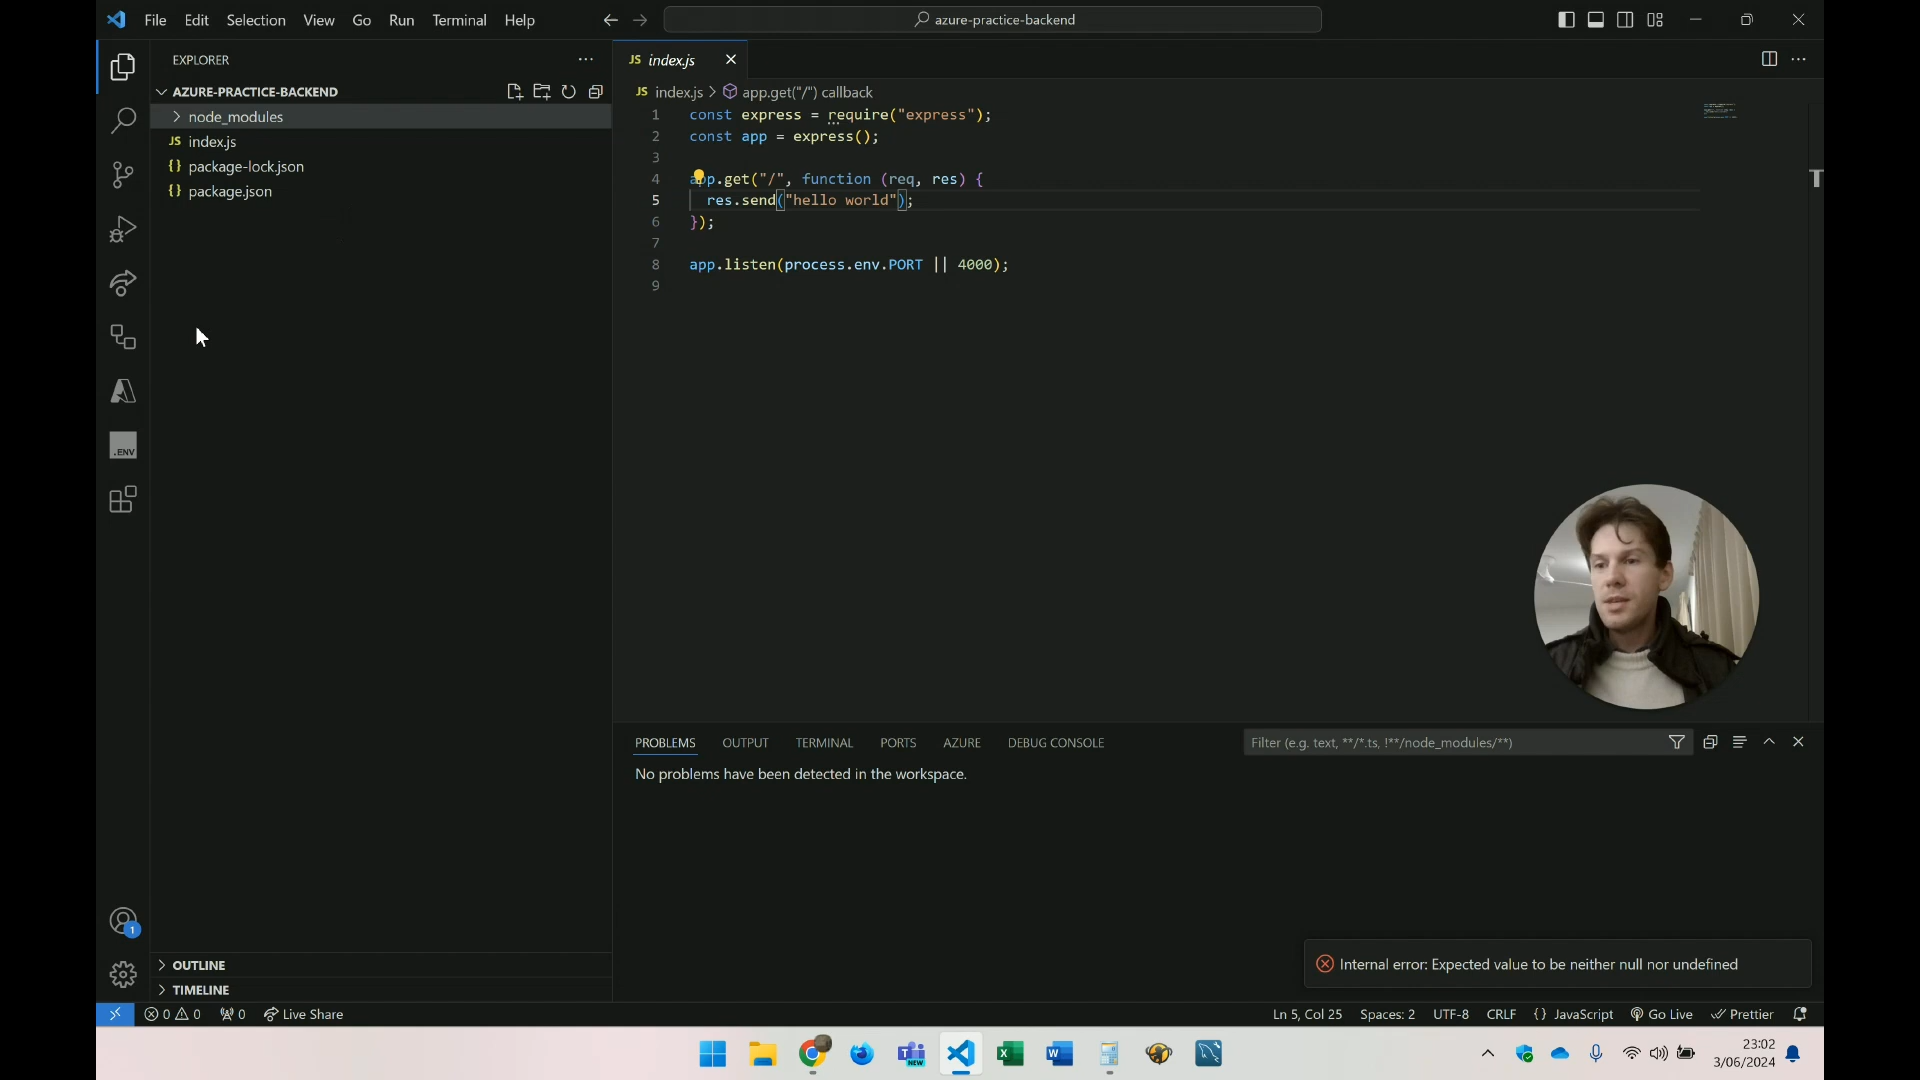 File Edit Selection View Go Run Terminal Help
azure-practice-backend
EXPLORER
AZURE-PRACTICE-BACKEND
node_modules
JS index.js
{} package-lock.json
{} package.json
OUTLINE
TIMELINE
.ENV
1
JS index.js
JS index.js > app.get("/") callback
1 const express = require("express");
2 const app = express();
3
4 app.get("/", function (req, res) {
5 res.send("hello world");
6 });
7
8 app.listen(process.env.PORT || 4000);
9
PROBLEMS OUTPUT TERMINAL PORTS AZURE DEBUG CONSOLE
Filter (e.g. text, **/*.ts, !**/node_modules/**)
No problems have been detected in the workspace.
Internal error: Expected value to be neither null nor undefined
0 0 0 Live Share
Ln 5, Col 25 Spaces: 2 UTF-8 CRLF {} JavaScript Go Live Prettier
NEW
23:02
3/06/2024